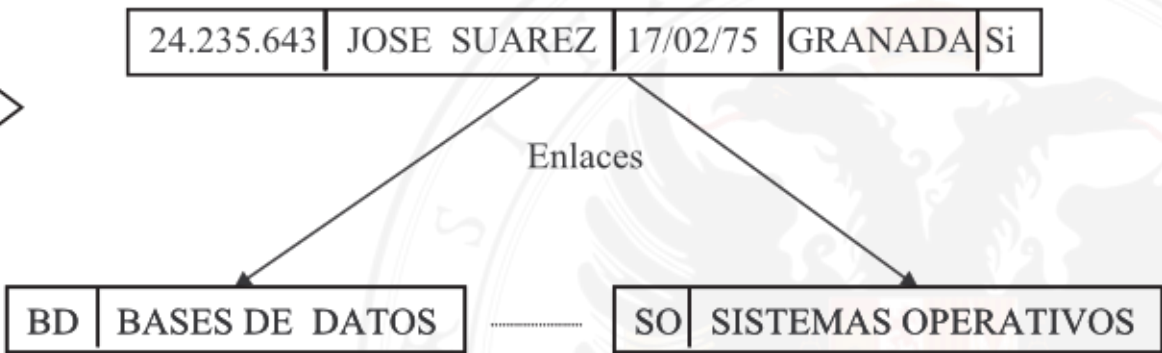 24.235.643 JOSE SUAREZ 17/02/75 GRANADA Si
Enlaces
BD BASES DE DATOS SO SISTEMAS OPERATIVOS